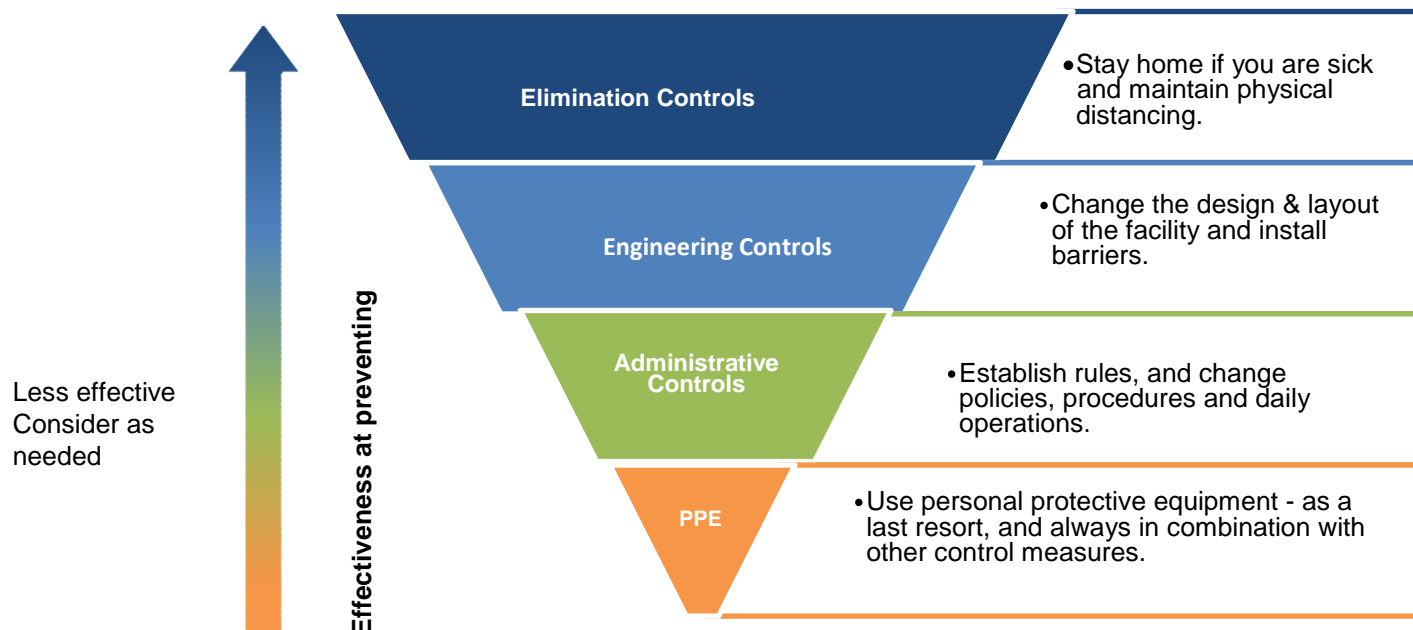 Elimination Controls
•Stay home if you are sick
and maintain physical
distancing.
Engineering Controls
•Change the design & layout
of the facility and install
barriers.
Administrative
Controls
•Establish rules, and change
policies, procedures and daily
operations.
Less effective
Consider as
needed
Effectiveness at preventing
PPE
•Use personal protective equipment - as a
last resort, and always in combination with
other control measures.